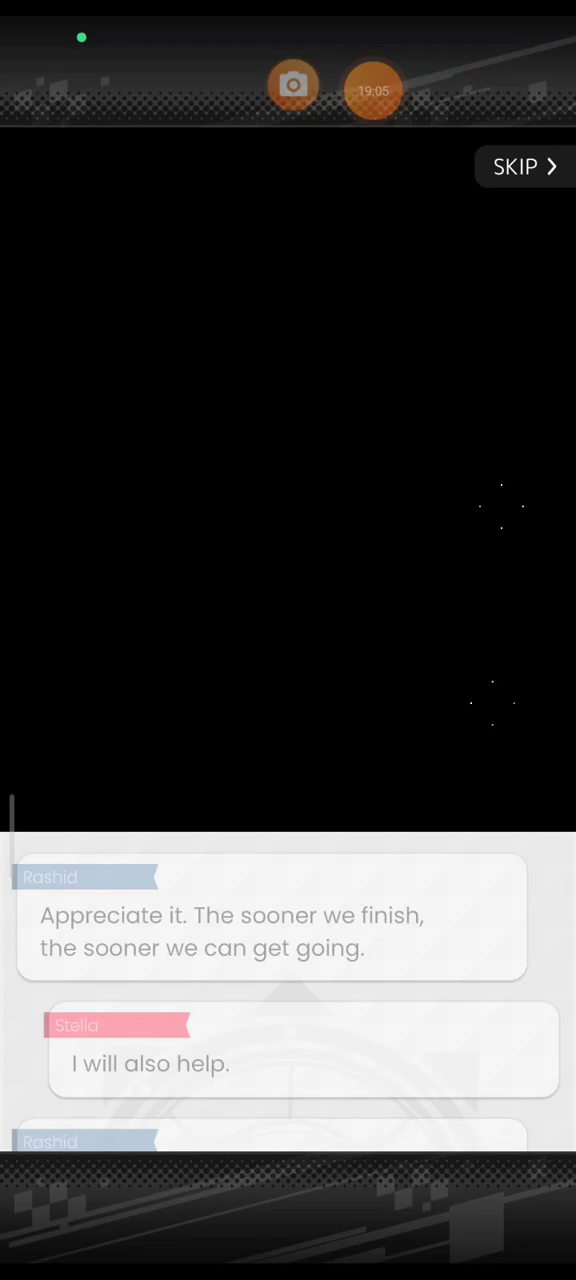 19:05
SKIP
Rashid
Appreciate it. The sooner we finish,
the sooner we can get going.
Stella
I will also help.
Rashid